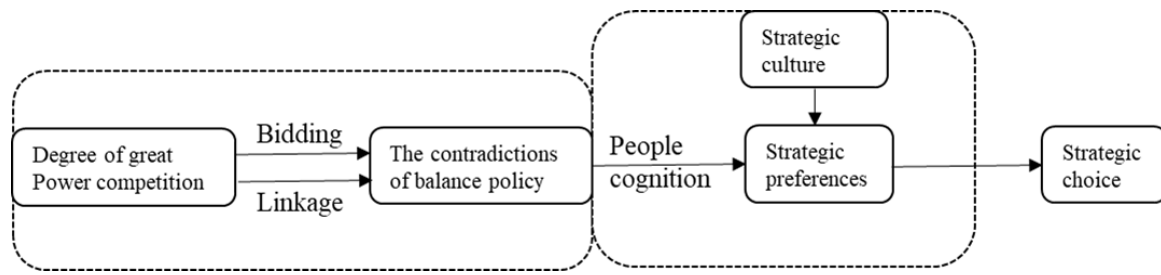 Strategic
culture
Degree of great
Power competition
Bidding
Linkage
The contradictions
of balance policy
People
cognition
Strategic
preferences
Strategic
choice